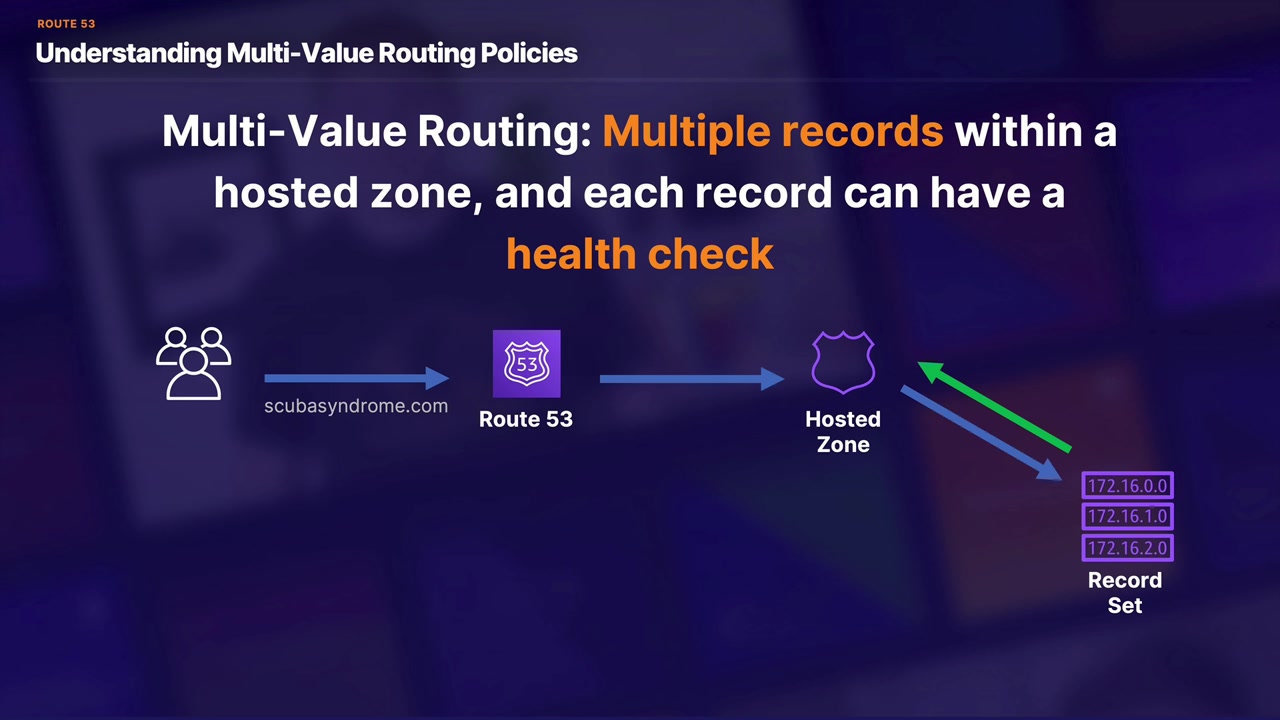 ROUTE 53
Understanding Multi-Value Routing Policies
Multi-Value Routing: Multiple records within a
hosted zone, and each record can have a
health check
scubasyndrome.com
53
Route 53
Hosted
Zone
172.16.0.0
172.16.1.0
172.16.2.0
Record
Set